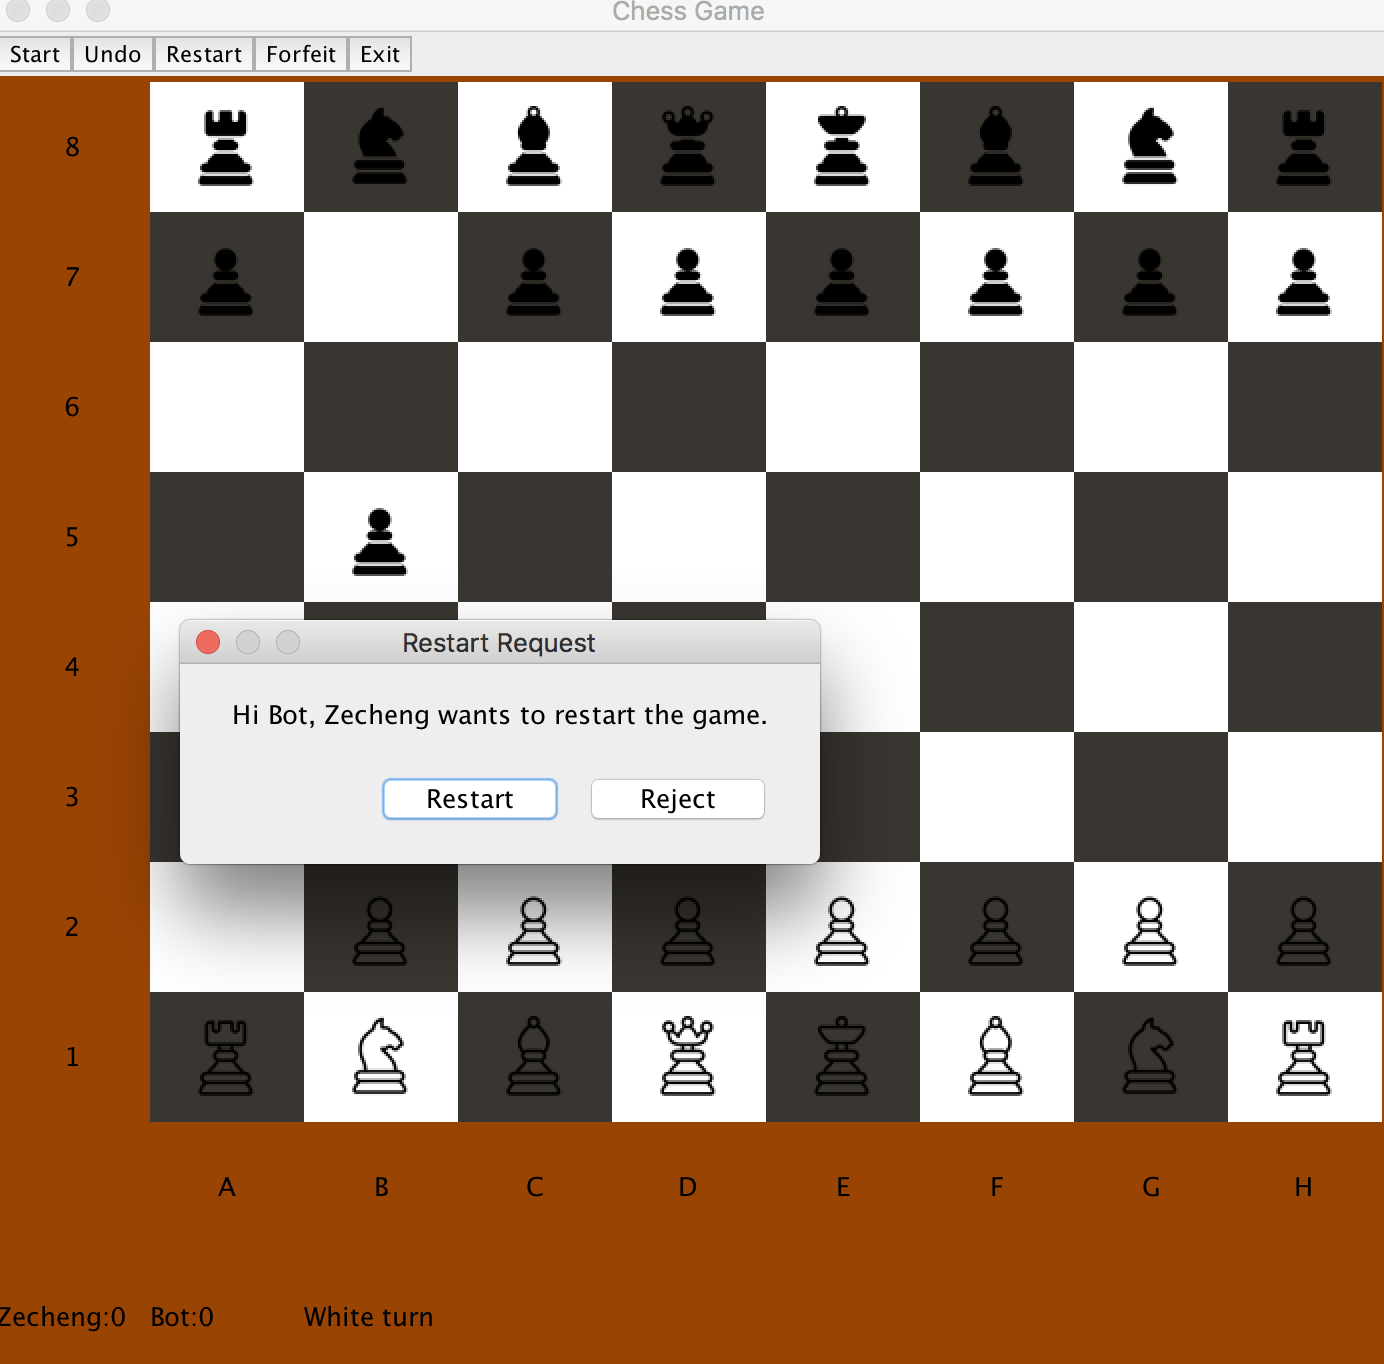 Chess Game
Start Undo Restart Forfeit Exit
8
7
6
5
4
Restart Request
Hi Bot, Zecheng wants to restart the game.
Restart Reject
3
2
1
A B C D E F G H
Zecheng:0 Bot:0 White turn